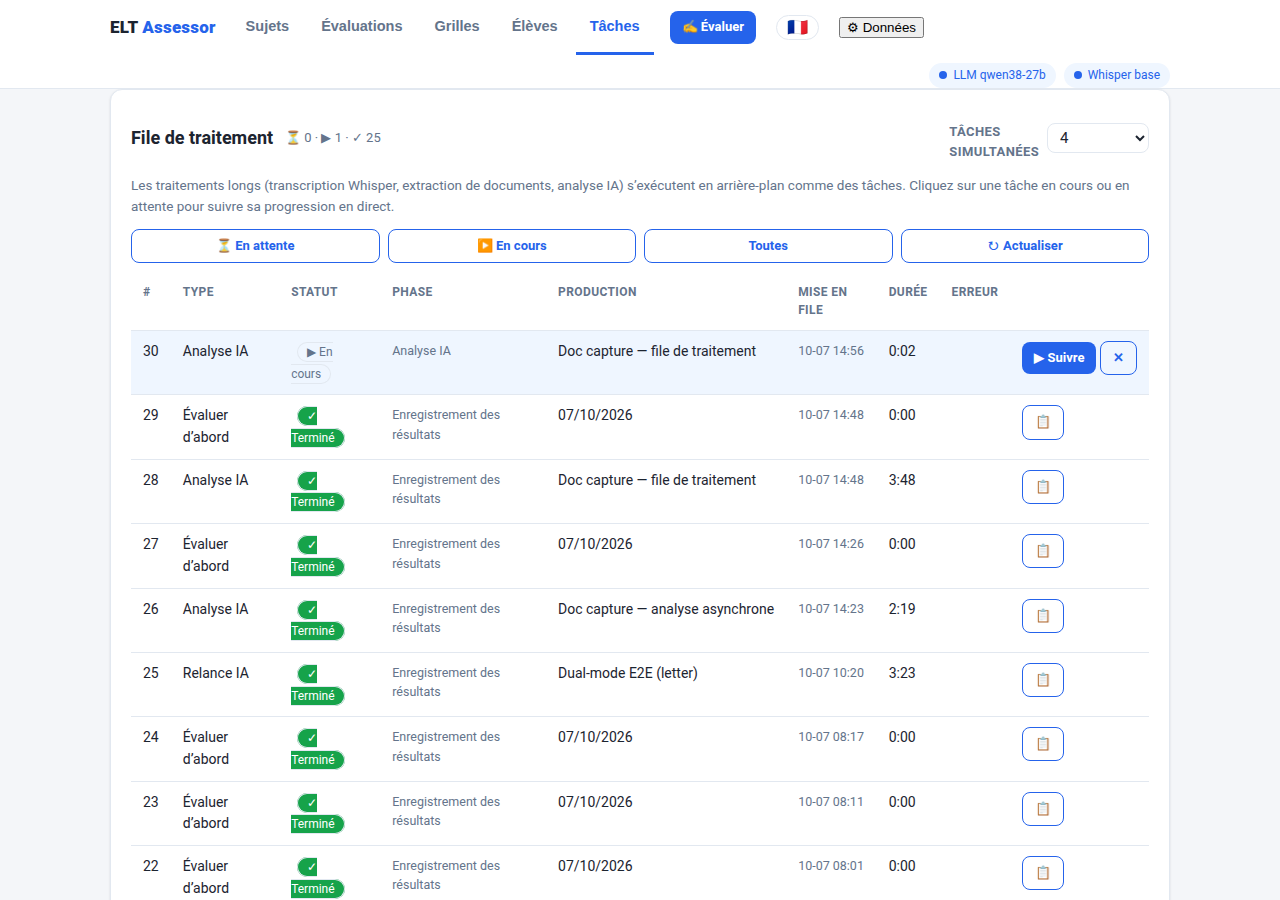 ELT Assessor Sujets Évaluations Grilles Élèves Tâches ✍️ Évaluer 🇫🇷 ⚙ Données
LLM qwen38-27b Whisper base
File de traitement ⏳ 0 · ▶ 1 · ✓ 25
TÂCHES
SIMULTANÉES
4
Les traitements longs (transcription Whisper, extraction de documents, analyse IA) s’exécutent en arrière-plan comme des tâches. Cliquez sur une tâche en cours ou en
attente pour suivre sa progression en direct.
⏳ En attente ▶️ En cours Toutes ↻ Actualiser
# TYPE STATUT PHASE PRODUCTION MISE EN DURÉE ERREUR
FILE
30 Analyse IA ▶ En Analyse IA Doc capture — file de traitement 10-07 14:56 0:02 ▶ Suivre ✕
cours
29 Évaluer ✓ Enregistrement des 07/10/2026 10-07 14:48 0:00 📋
d’abord Terminé résultats
28 Analyse IA ✓ Enregistrement des Doc capture — file de traitement 10-07 14:48 3:48 📋
Terminé résultats
27 Évaluer ✓ Enregistrement des 07/10/2026 10-07 14:26 0:00 📋
d’abord Terminé résultats
26 Analyse IA ✓ Enregistrement des Doc capture — analyse asynchrone 10-07 14:23 2:19 📋
Terminé résultats
25 Relance IA ✓ Enregistrement des Dual-mode E2E (letter) 10-07 10:20 3:23 📋
Terminé résultats
24 Évaluer ✓ Enregistrement des 07/10/2026 10-07 08:17 0:00 📋
d’abord Terminé résultats
23 Évaluer ✓ Enregistrement des 07/10/2026 10-07 08:11 0:00 📋
d’abord Terminé résultats
22 Évaluer ✓ Enregistrement des 07/10/2026 10-07 08:01 0:00 📋
d’abord Terminé résultats